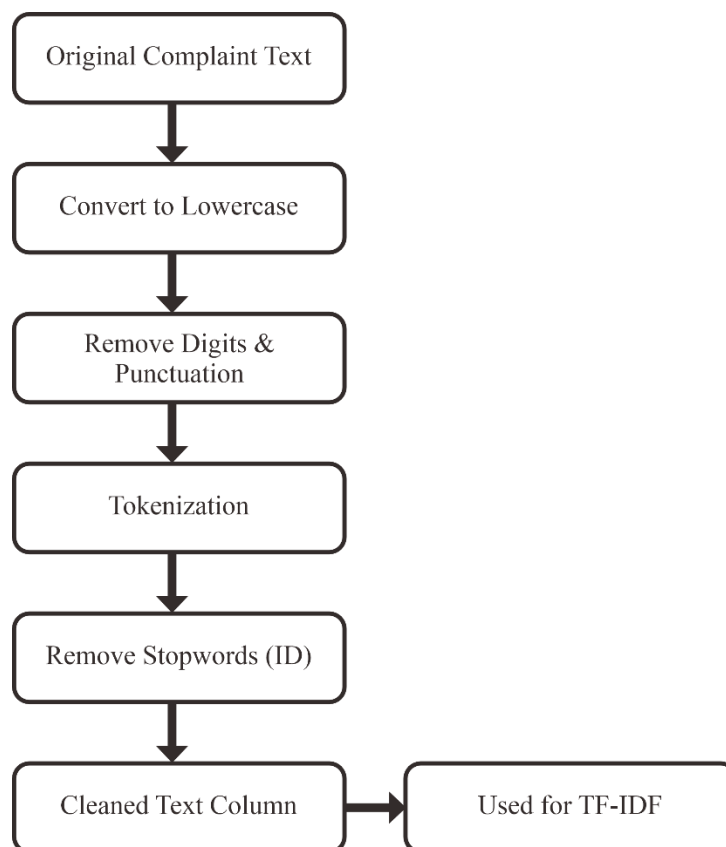 Original Complaint Text
Convert to Lowercase
Remove Digits &
Punctuation
Tokenization
Remove Stopwords (ID)
Cleaned Text Column
Used for TF-IDF